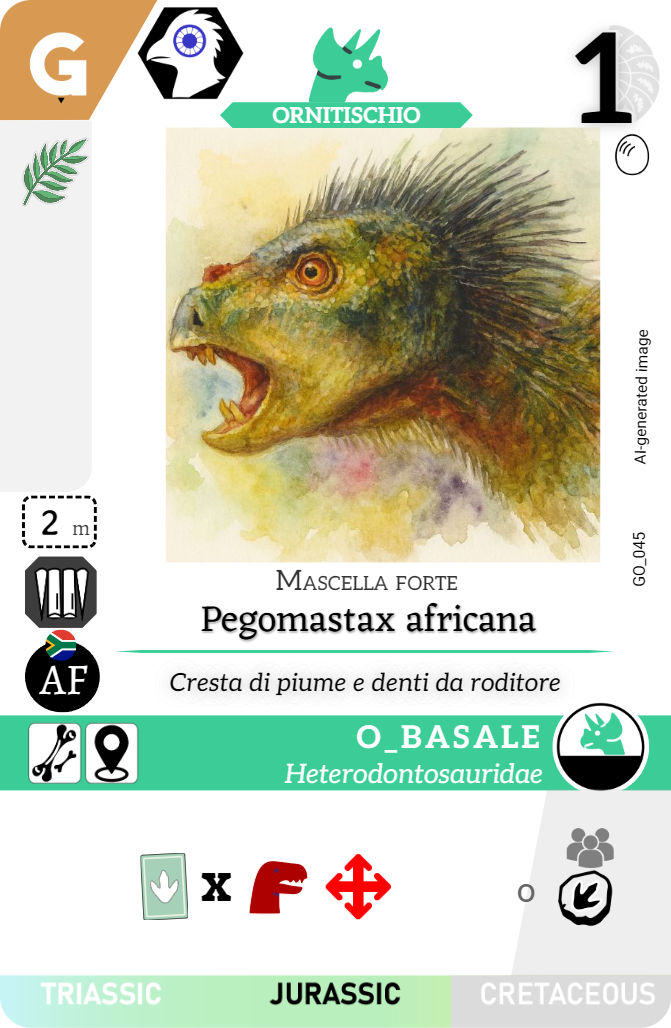 G
1
ORNITISCHIO
AI-generated image
GO_045
2 m
AF
Mascella forte
Pegomastax africana
Cresta di piume e denti da roditore
O_BASALE
Heterodontosauridae
x
o
TRIASSIC JURASSIC CRETACEOUS